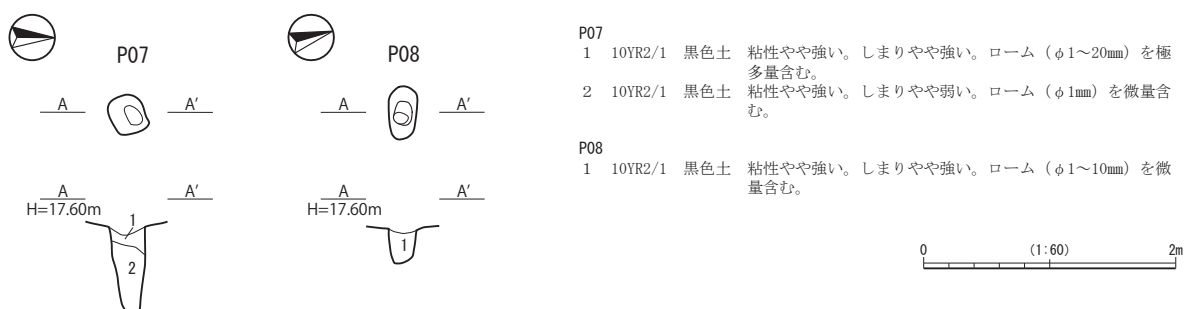 P07
A A′
A A′
H=17.60m
1
2
P08
A A′
A A′
H=17.60m
1
P07
1 10YR2/1 黒色土 粘性やや強い。しまりやや強い。ローム（φ1～20㎜）を極
多量含む。
2 10YR2/1 黒色土 粘性やや強い。しまりやや弱い。ローム（φ1㎜）を微量含
む。
P08
1 10YR2/1 黒色土 粘性やや強い。しまりやや強い。ローム（φ1～10㎜）を微
量含む。
0 (1:60) 2m